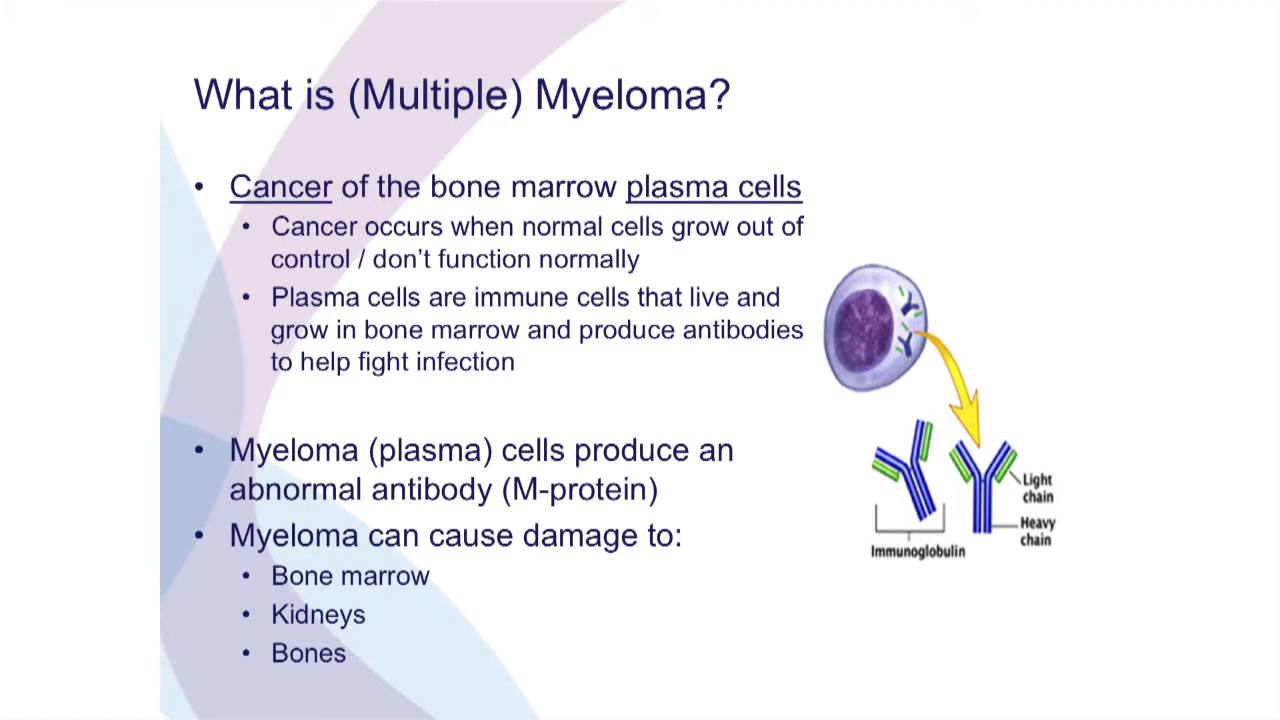 What is (Multiple) Myeloma?
• Cancer of the bone marrow plasma cells
• Cancer occurs when normal cells grow out of
control / don't function normally
• Plasma cells are immune cells that live and
grow in bone marrow and produce antibodies
to help fight infection
• Myeloma (plasma) cells produce an
abnormal antibody (M-protein)
• Myeloma can cause damage to:
• Bone marrow
• Kidneys
• Bones
Light
chain
Heavy
chain
Immunoglobulin